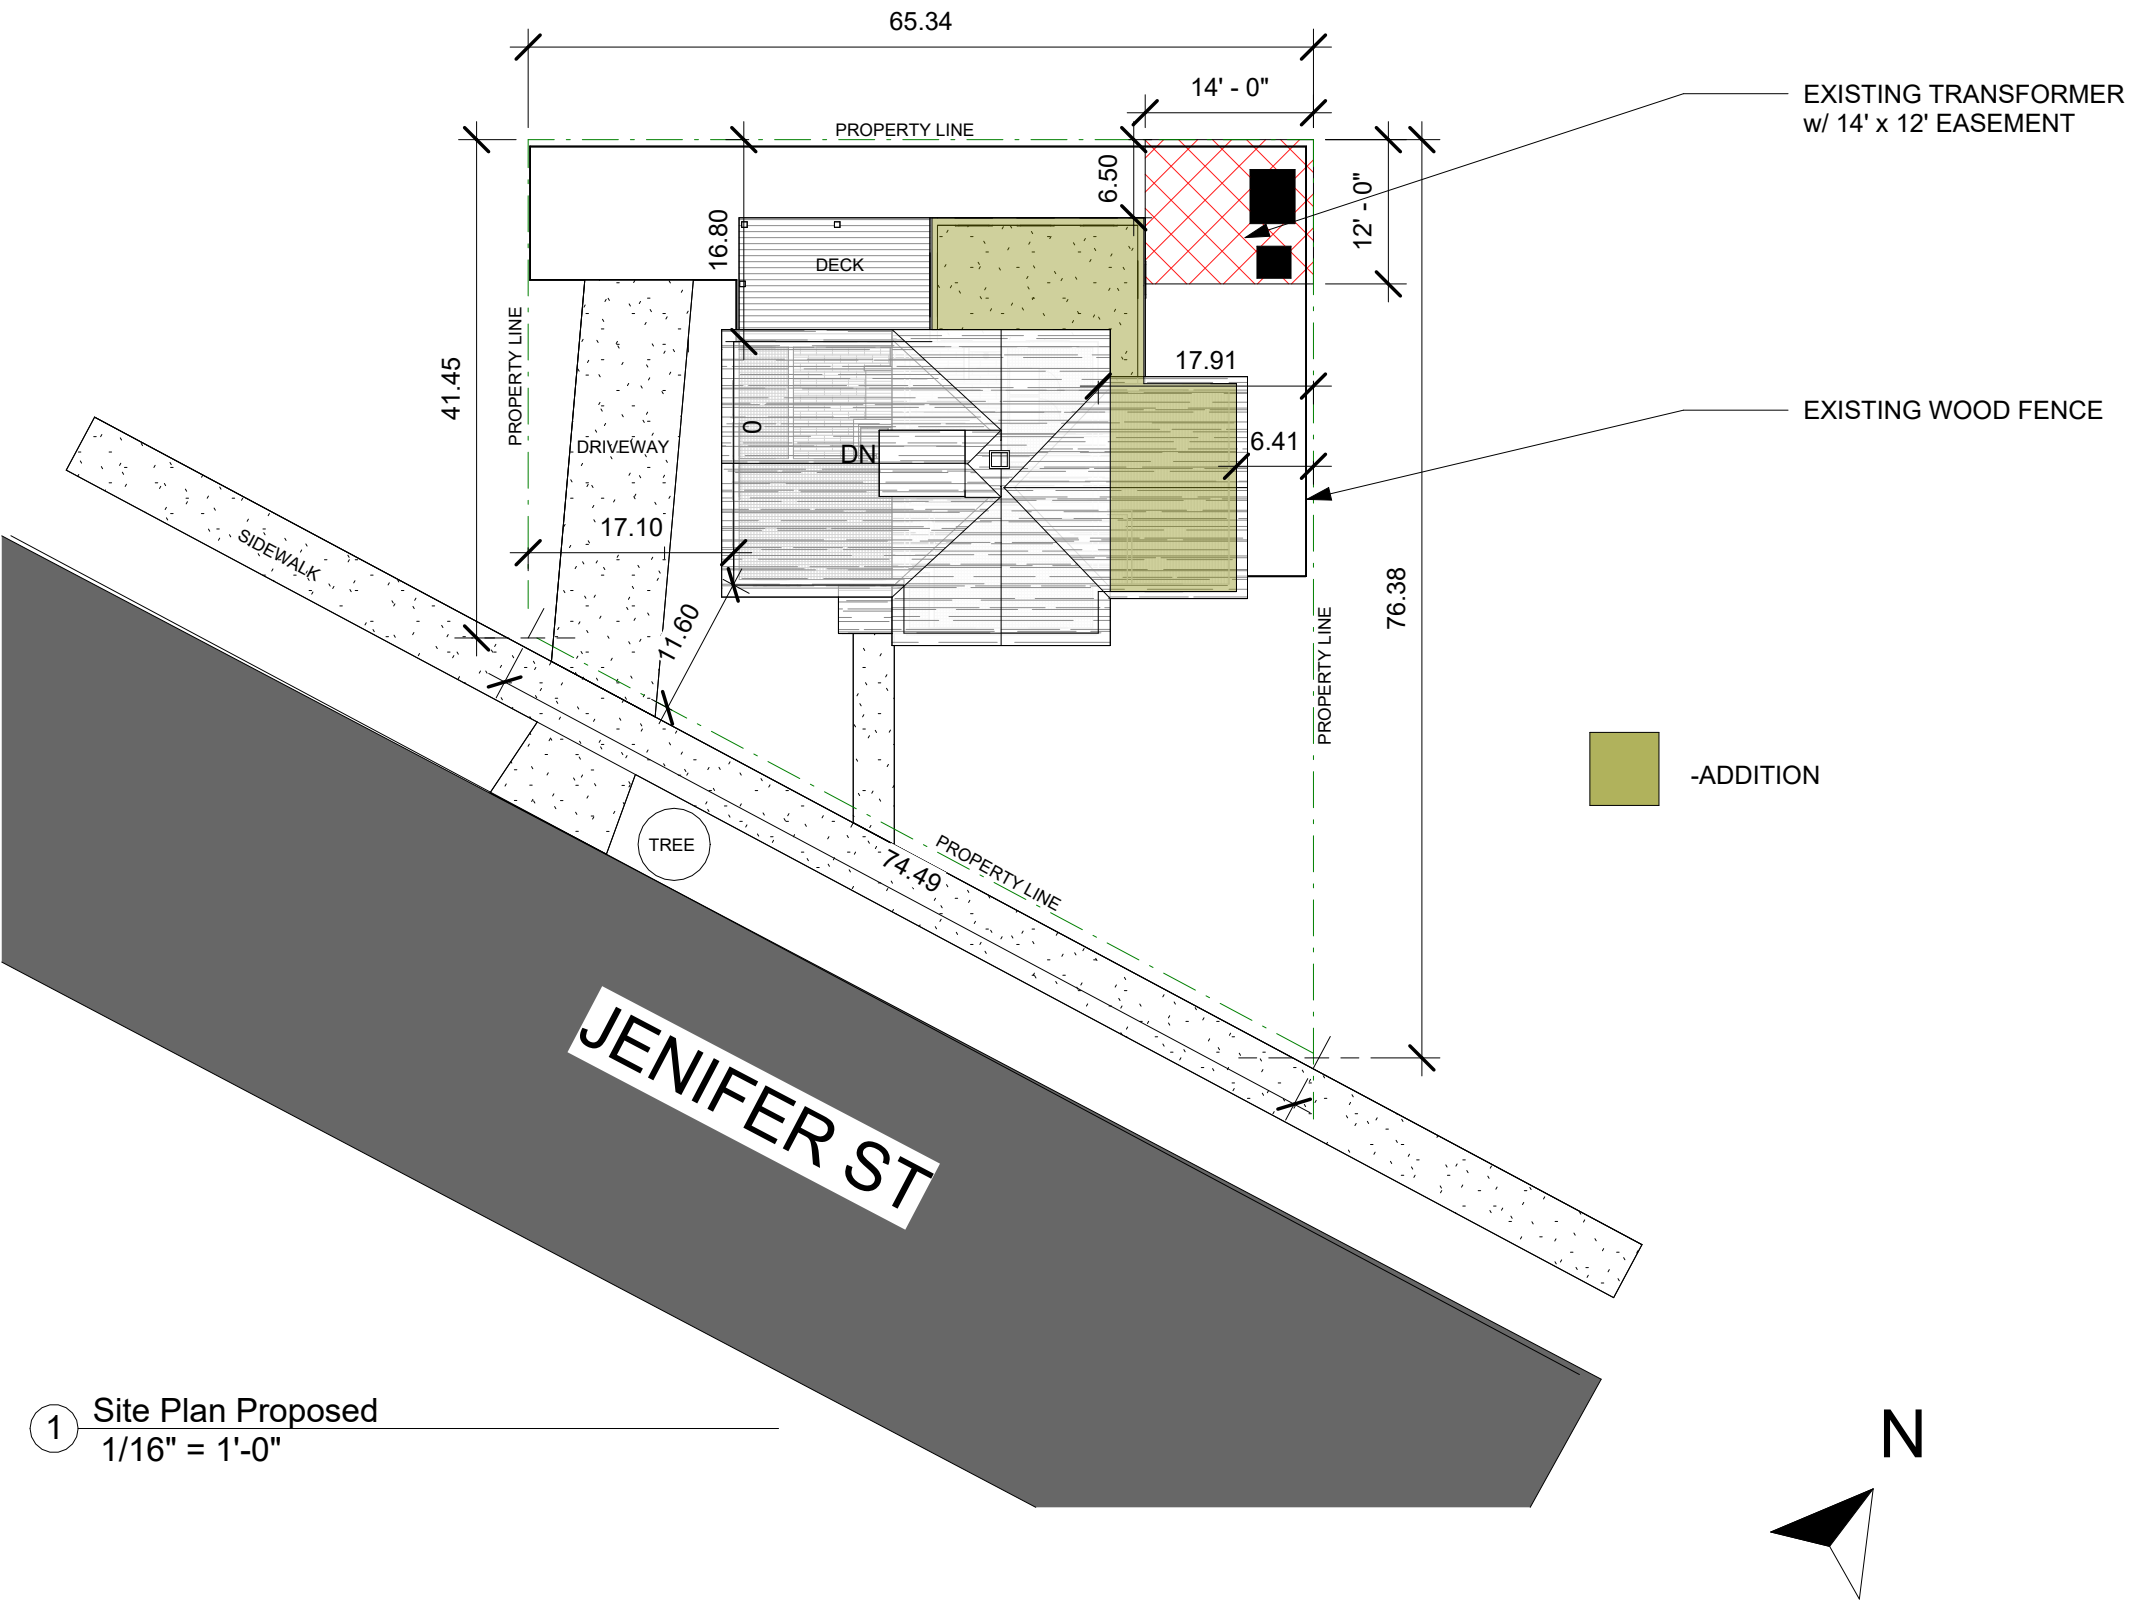 65.34
14' - 0"
EXISTING TRANSFORMER
w/ 14' x 12' EASEMENT
PROPERTY LINE
6.50
12' - 0"
16.80
DECK
PROPERTY LINE
41.45
17.91
EXISTING WOOD FENCE
0
DN
6.41
DRIVEWAY
17.10
SIDEWALK
11.60
76.38
PROPERTY LINE
-ADDITION
TREE
PROPERTY LINE
74.49
JENIFER ST
1
Site Plan Proposed
1/16" = 1'-0"
N